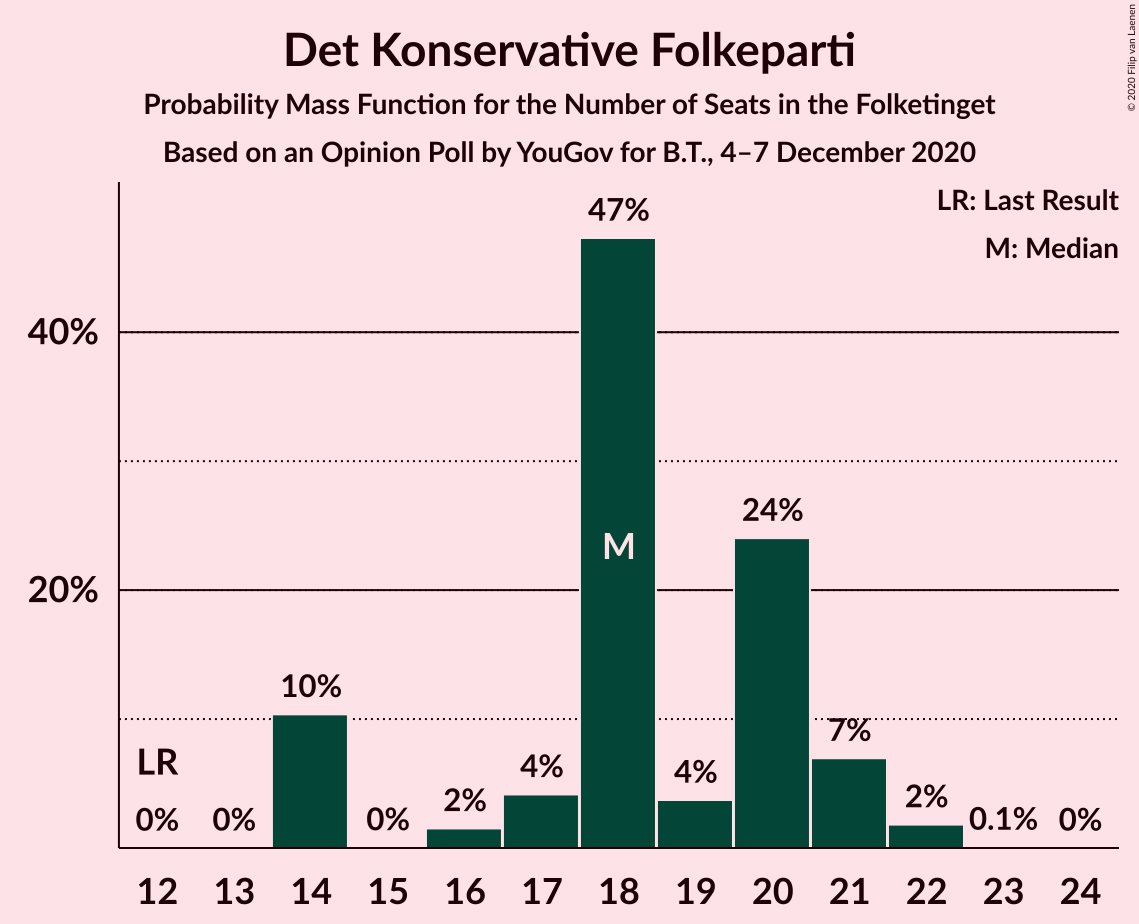 Det Konservative Folkeparti
Probability Mass Function for the Number of Seats in the Folketinget
Based on an Opinion Poll by YouGov for B.T., 4–7 December 2020
© 2020 Filip van Laenen
LR: Last Result
M: Median
47%
40%
24%
M
20%
10%
7%
LR
4%
4%
2%
2%
0%
0%
0%
0.1%
0%
12 13 14 15 16 17 18 19 20 21 22 23 24